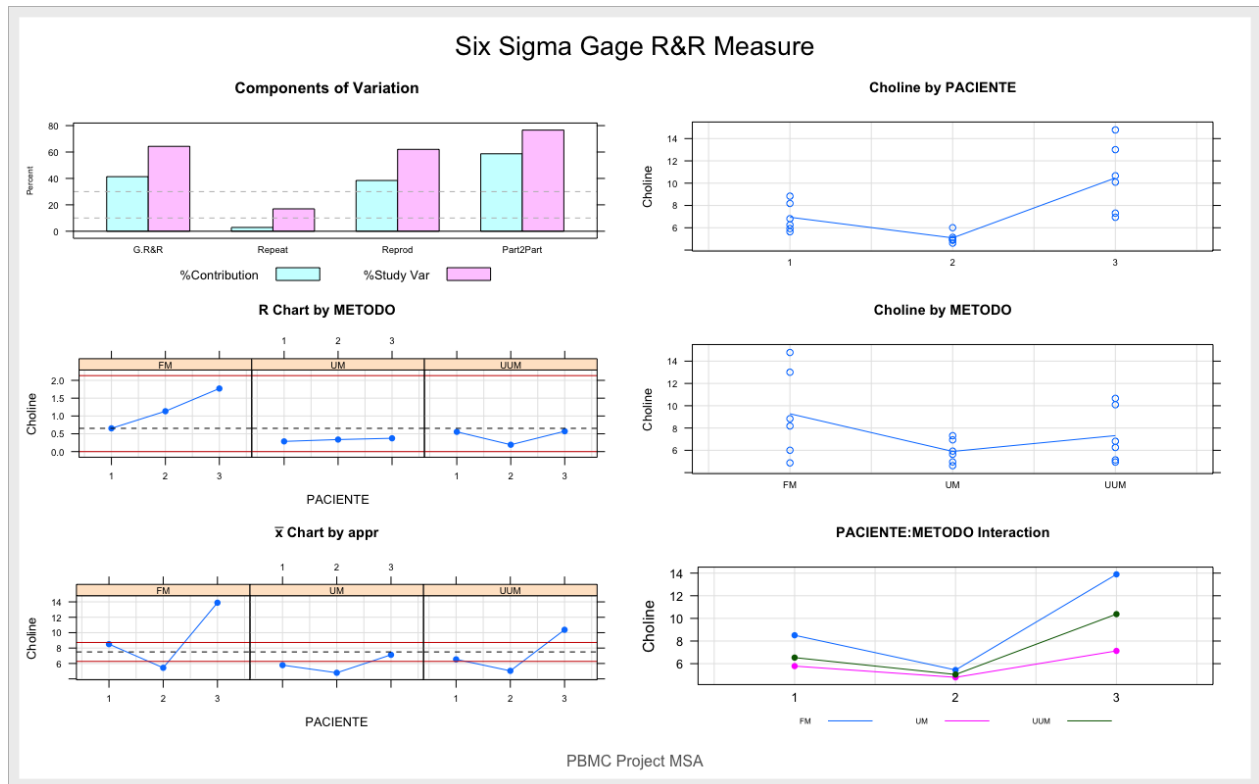 Six Sigma Gage R&R Measure
Components of Variation
Percent
80
60
40
20
0
G.R&R Repeat Reprod Part2Part
%Contribution %Study Var
Choline by PACIENTE
Choline
14
12
10
8
6
1 2 3
R Chart by METODO
1 2 3
FM UM UUM
Choline
2.0
1.5
1.0
0.5
0.0
1 2 3 1 2 3
PACIENTE
Choline by METODO
Choline
14
12
10
8
6
FM UM UUM
x̅ Chart by appr
1 2 3
FM UM UUM
Choline
14
12
10
8
6
1 2 3 1 2 3
PACIENTE
PACIENTE:METODO Interaction
Choline
14
12
10
8
6
1 2 3
FM UM UUM
PBMC Project MSA